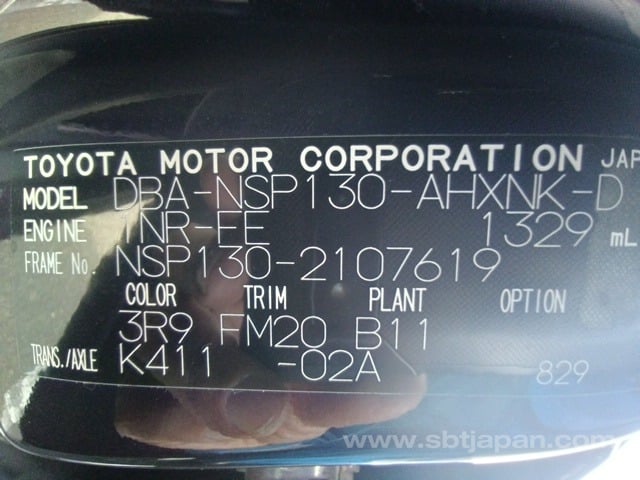 TOYOTA MOTOR CORPORATION JAP
MODEL DBA-NSP130-AHXNK-D
ENGINE 1NR-FE 1329 mL
FRAME No. NSP130-2107619
COLOR TRIM PLANT OPTION
3R9 FM20 B11
TRANS./AXLE K411 -02A 829
www.sbtjapan.com